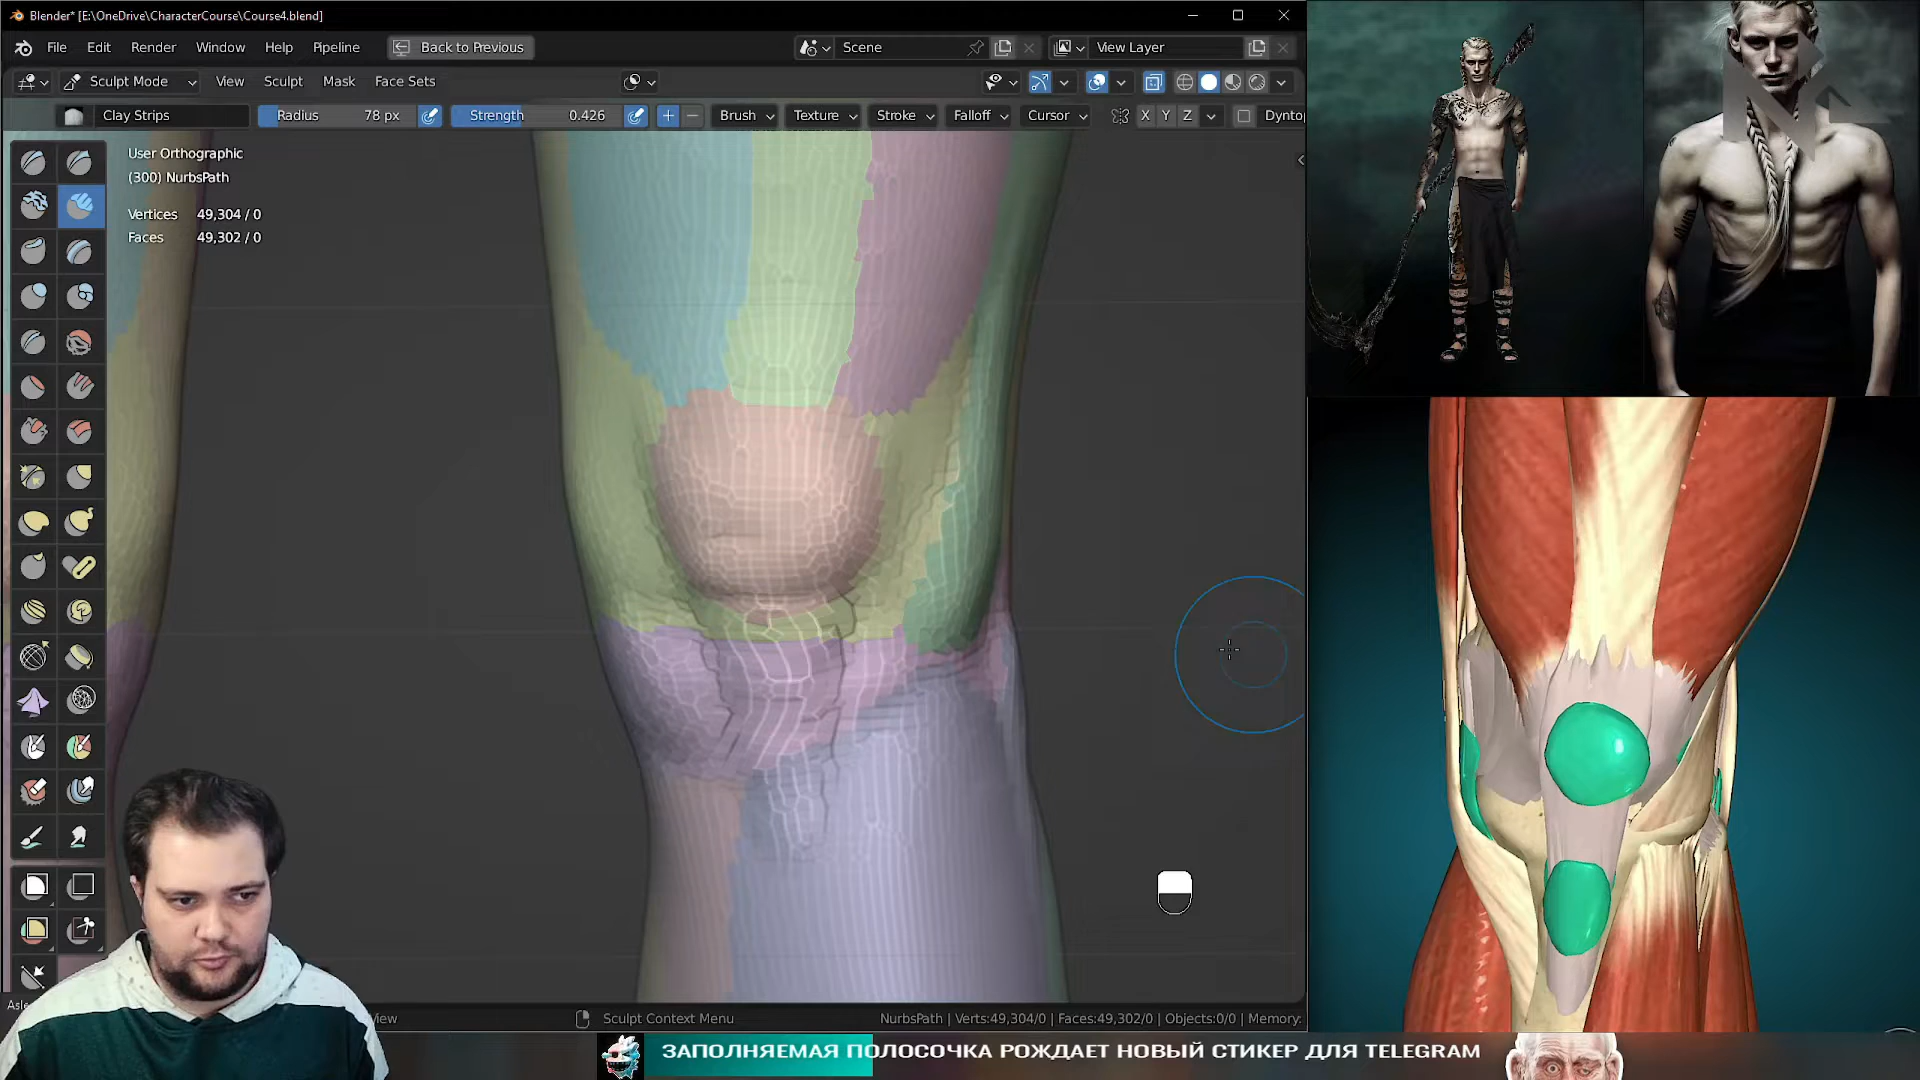 Blender* [E:\OneDrive\CharacterCourse\Course4.blend]
File Edit Render Window Help Pipeline Back to Previous Scene View Layer
Sculpt Mode View Sculpt Mask Face Sets
Clay Strips Radius 78 px Strength 0.426 Brush Texture Stroke Falloff Cursor X Y Z Dyntop
User Orthographic
(300) NurbsPath
Vertices 49,304 / 0
Faces 49,302 / 0
View Sculpt Context Menu NurbsPath | Verts:49,304/0 | Faces:49,302/0 | Objects:0/0 | Memory:
ЗАПОЛНЯЕМАЯ ПОЛОСОЧКА РОЖДАЕТ НОВЫЙ СТИКЕР ДЛЯ TELEGRAM